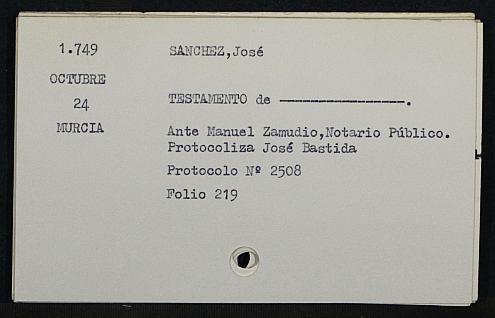 1.749
OCTUBRE
24
MURCIA
SANCHEZ,José
TESTAMENTO de ——————————.
Ante Manuel Zamudio,Notario Público.
Protocoliza José Bastida
Protocolo Nº 2508
Folio 219